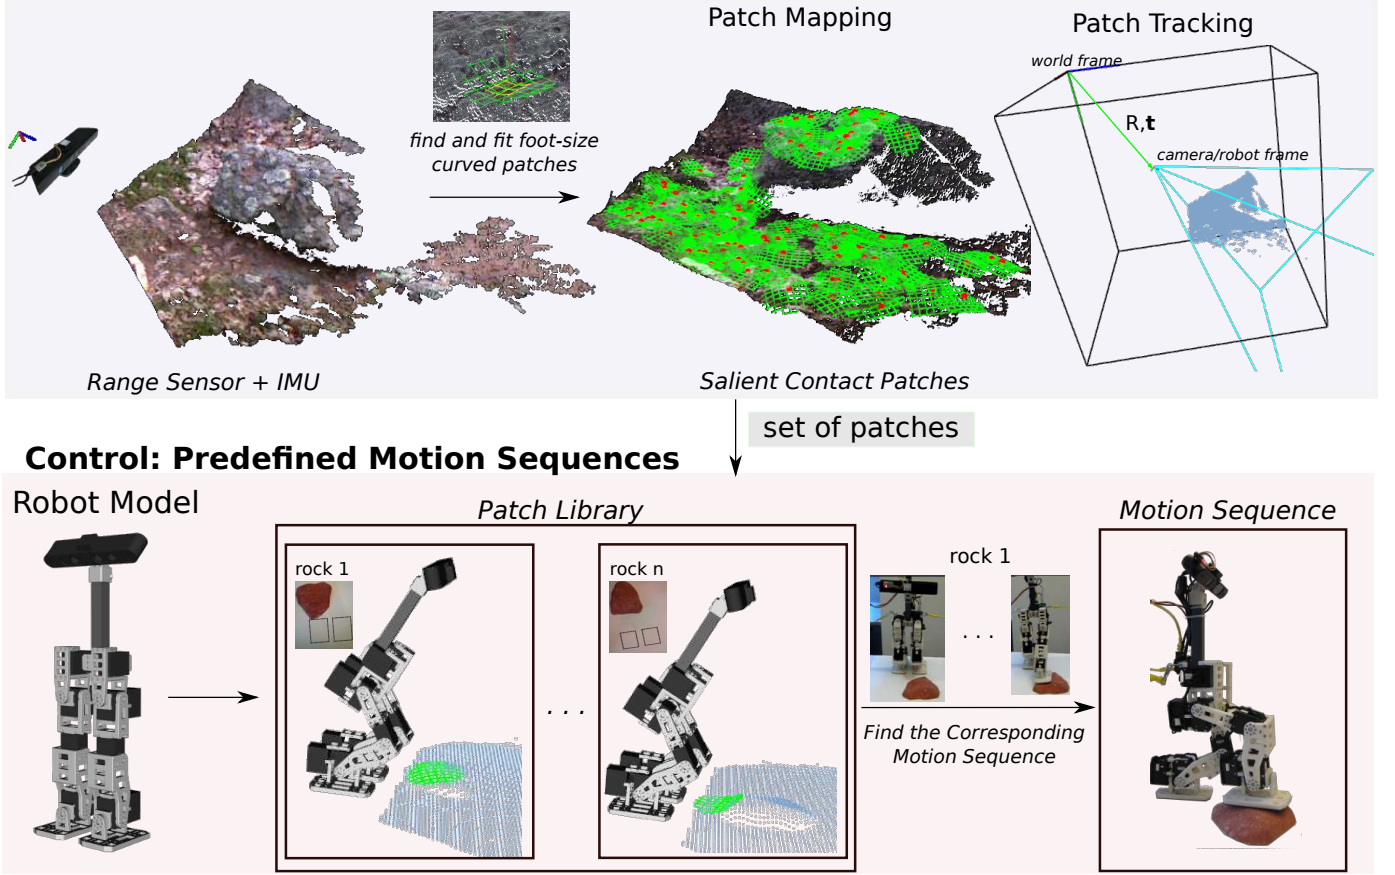 Patch Mapping
Patch Tracking
world frame
R,t
camera/robot frame
find and fit foot-size
curved patches
Range Sensor + IMU
Salient Contact Patches
set of patches
Control: Predefined Motion Sequences
Robot Model
Patch Library
Motion Sequence
rock 1
rock n
rock 1
. . .
. . .
Find the Corresponding
Motion Sequence